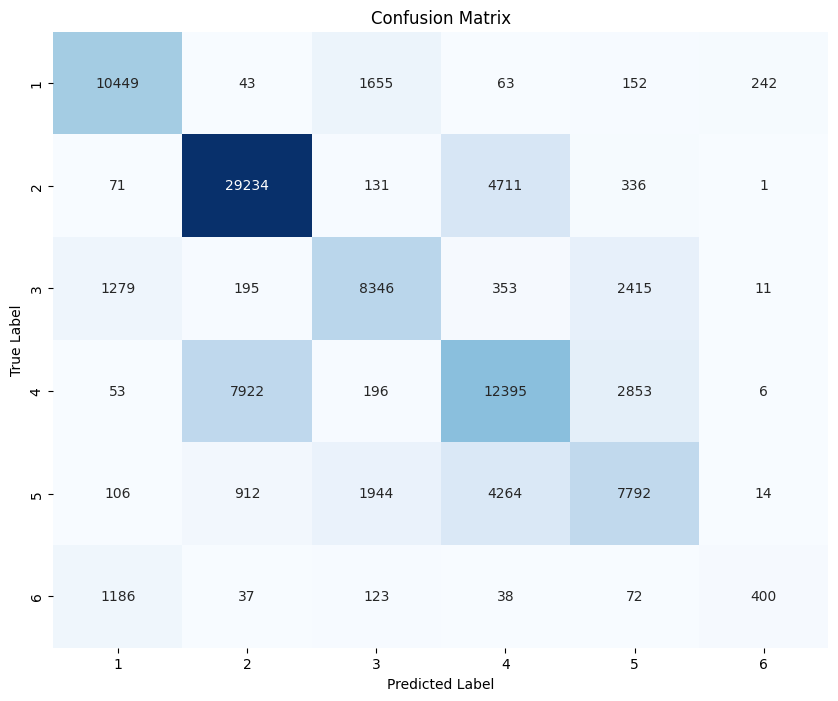 Confusion Matrix
True Label
1 10449 43 1655 63 152 242
2 71 29234 131 4711 336 1
3 1279 195 8346 353 2415 11
4 53 7922 196 12395 2853 6
5 106 912 1944 4264 7792 14
6 1186 37 123 38 72 400
1 2 3 4 5 6
Predicted Label